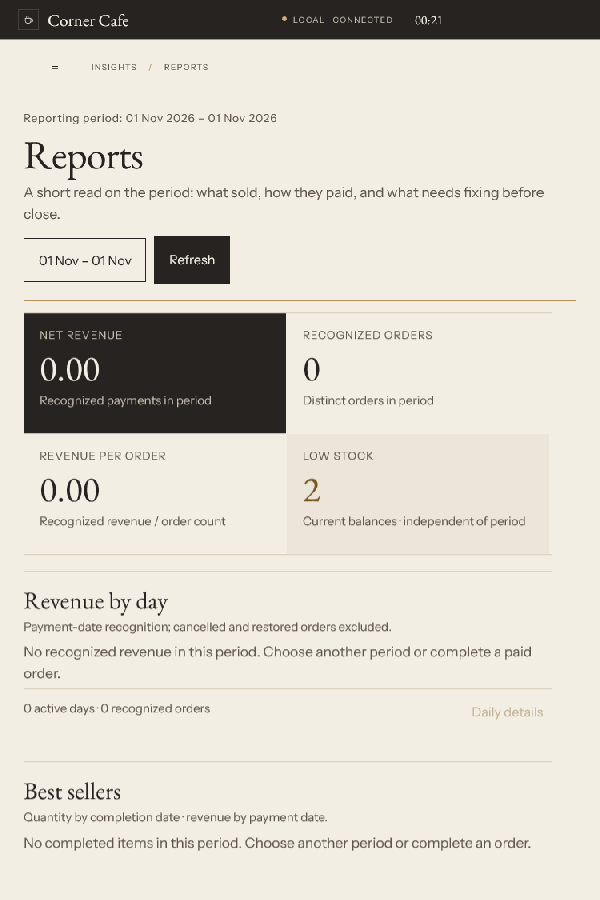 Corner Cafe
LOCAL · CONNECTED
00:21
INSIGHTS / REPORTS
Reporting period: 01 Nov 2026 – 01 Nov 2026
Reports
A short read on the period: what sold, how they paid, and what needs fixing before
close.
01 Nov – 01 Nov
Refresh
NET REVENUE
0.00
Recognized payments in period
RECOGNIZED ORDERS
0
Distinct orders in period
REVENUE PER ORDER
0.00
Recognized revenue / order count
LOW STOCK
2
Current balances · independent of period
Revenue by day
Payment-date recognition; cancelled and restored orders excluded.
No recognized revenue in this period. Choose another period or complete a paid
order.
0 active days · 0 recognized orders
Daily details
Best sellers
Quantity by completion date · revenue by payment date.
No completed items in this period. Choose another period or complete an order.